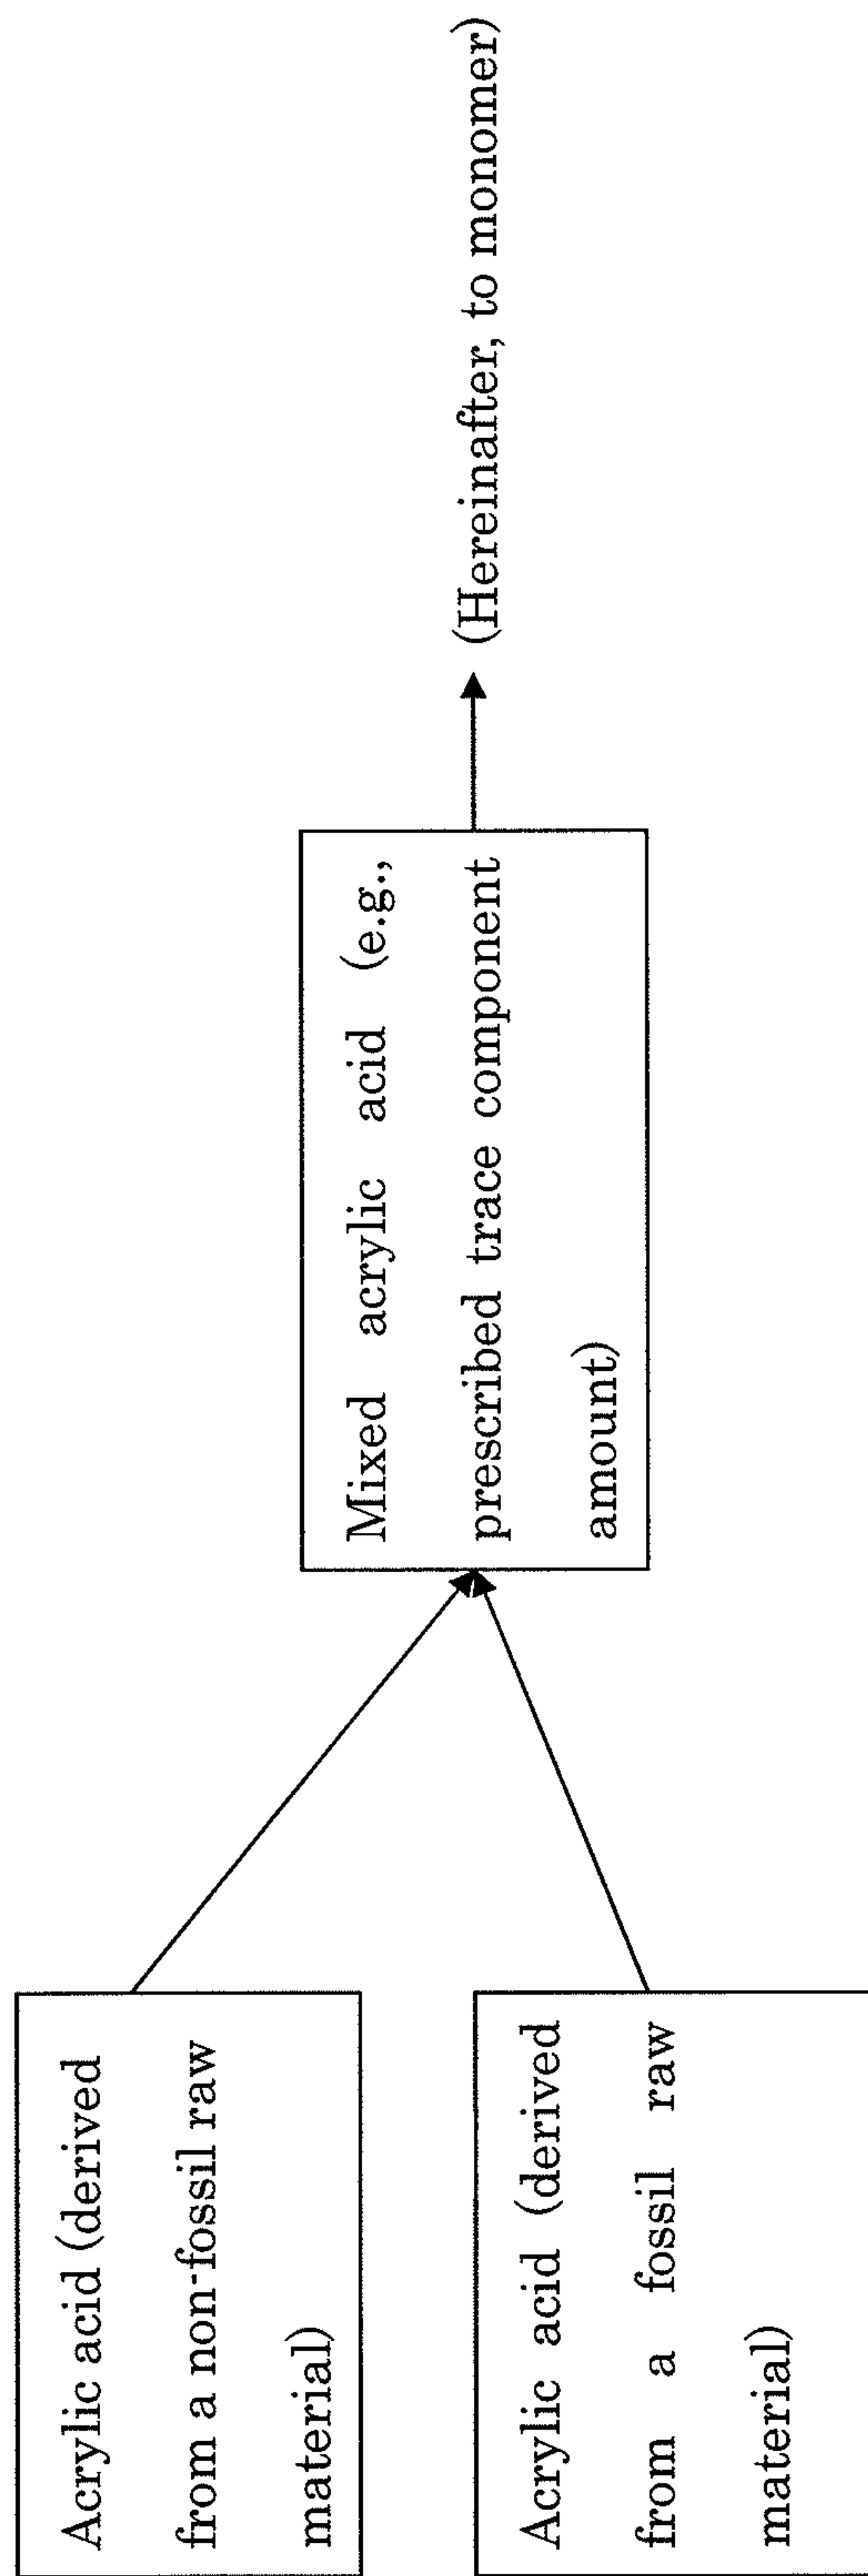 Acrylic acid (derived
from a non-fossil raw
material)
Acrylic acid (derived
from a fossil raw
material)
Mixed acrylic acid (e.g.,
prescribed trace component
amount)
(Hereinafter, to monomer)